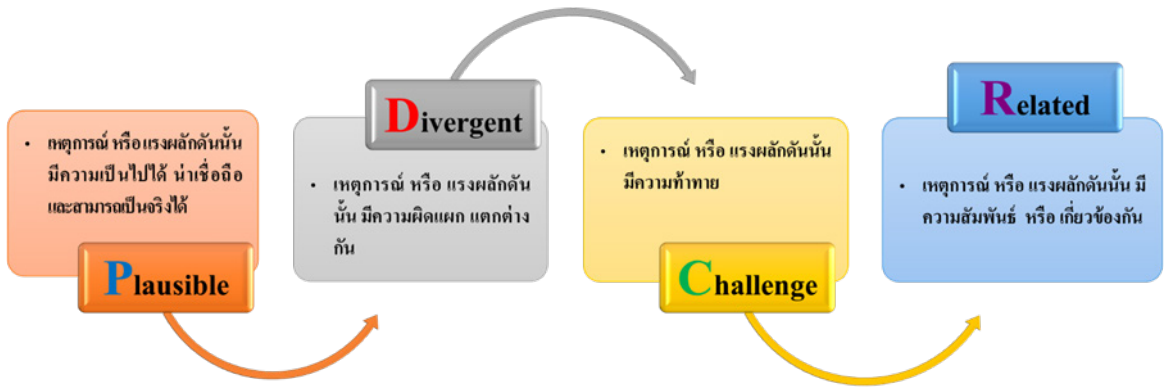 • เหตุการณ์ หรือ แรงผลักดันนั้น
มีความเป็นไปได้ น่าเชื่อถือ
และสามารถเป็นจริงได้
Plausible
Divergent
• เหตุการณ์ หรือ แรงผลักดัน
นั้น มีความผิดแผก แตกต่าง
กัน
• เหตุการณ์ หรือ แรงผลักดันนั้น
มีความท้าทาย
Challenge
Related
• เหตุการณ์ หรือ แรงผลักดันนั้น มี
ความสัมพันธ์ หรือ เกี่ยวข้องกัน